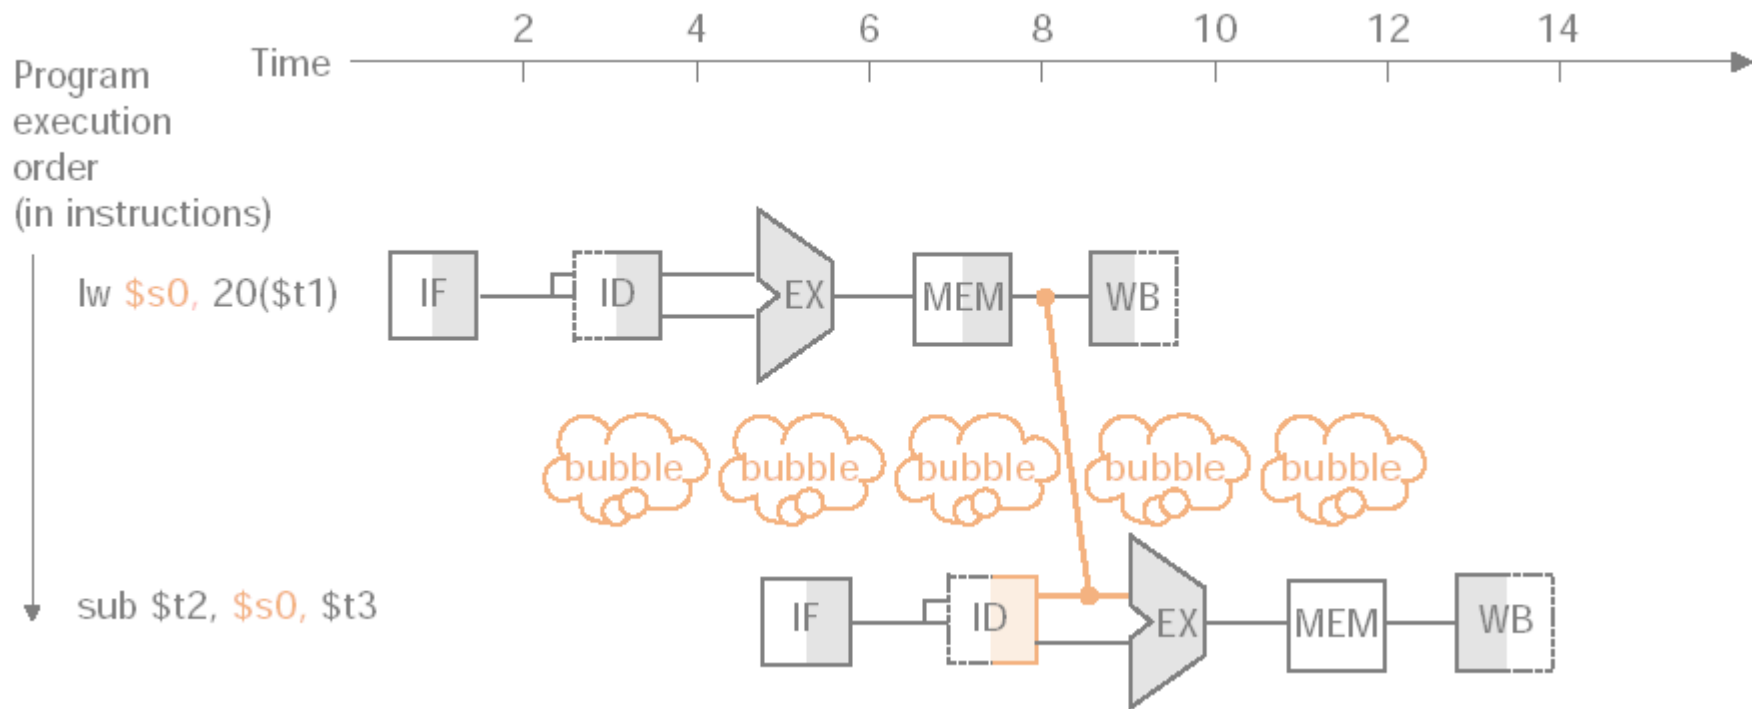 2 4 6 8 10 12 14
Time
Program
execution
order
(in instructions)
lw $s0, 20($t1)
IF ID EX MEM WB
bubble bubble bubble bubble bubble
sub $t2, $s0, $t3
IF ID EX MEM WB